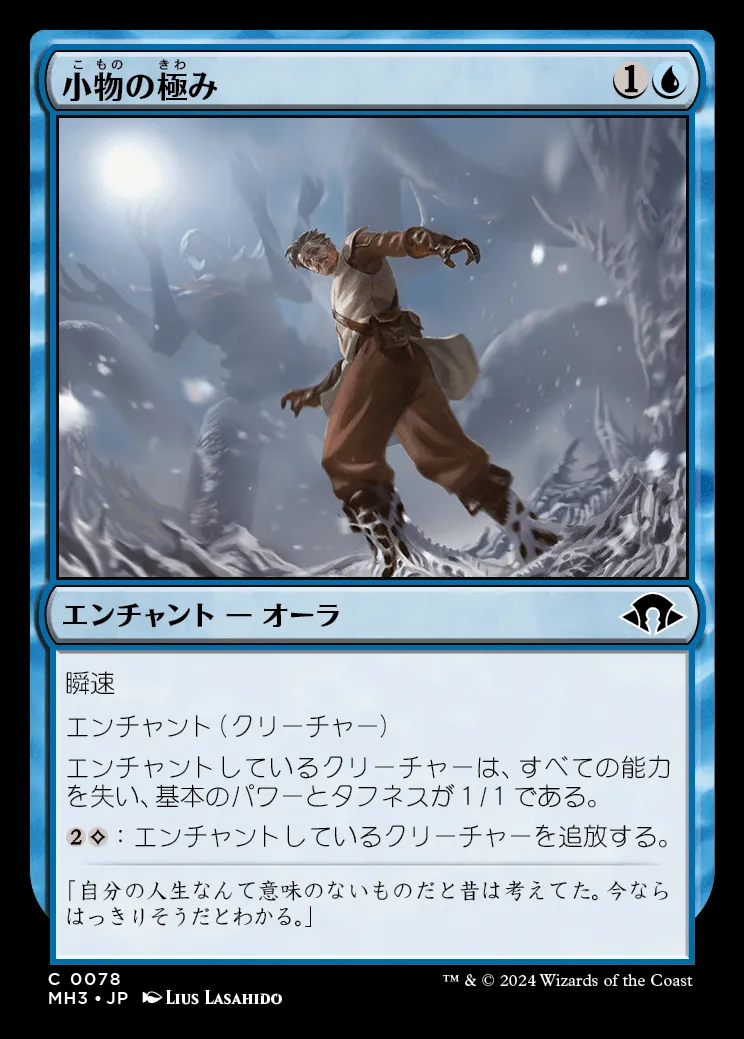 こ もの きわ
小物の極み 1
エンチャント — オーラ
瞬速
エンチャント(クリーチャー)
エンチャントしているクリーチャーは、すべての能力
を失い、基本のパワーとタフネスが1/1である。
2◇:エンチャントしているクリーチャーを追放する。
「自分の人生なんて意味のないものだと昔は考えてた。今なら
はっきりそうだとわかる。」
C 0078
MH3 • JP Lius Lasahido
™ & © 2024 Wizards of the Coast